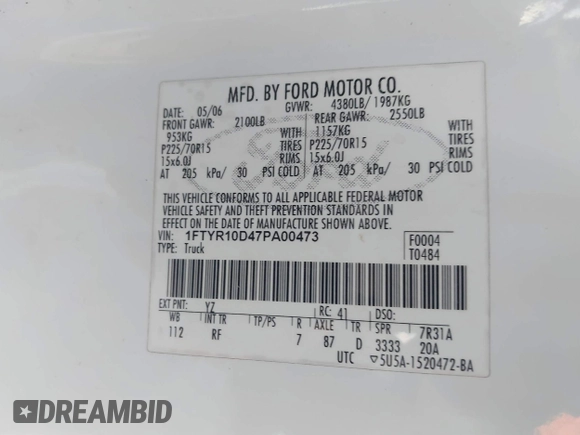 MFD. BY FORD MOTOR CO.
DATE: 05/06 GVWR: 4380LB/1987KG
FRONT GAWR: 2100LB REAR GAWR: 2550LB
953KG WITH 1157KG WITH
P225/70R15 TIRES P225/70R15 TIRES
15x6.0J RIMS 15x6.0J RIMS
AT 205 kPa/ 30 PSI COLD AT 205 kPa/ 30 PSI COLD
THIS VEHICLE CONFORMS TO ALL APPLICABLE FEDERAL MOTOR
VEHICLE SAFETY AND THEFT PREVENTION STANDARDS IN
EFFECT ON THE DATE OF MANUFACTURE SHOWN ABOVE.
VIN: 1FTYR10D47PA00473 F0004
TYPE: Truck T0484
EXT PNT: YZ RC: 41 DSO:
WB INT TR TP/PS R AXLE TR SPR 7R31A
112 RF 7 87 D 3333 20A
UTC ▽5U5A-1520472-BA
DREAMBID
dreambid.com